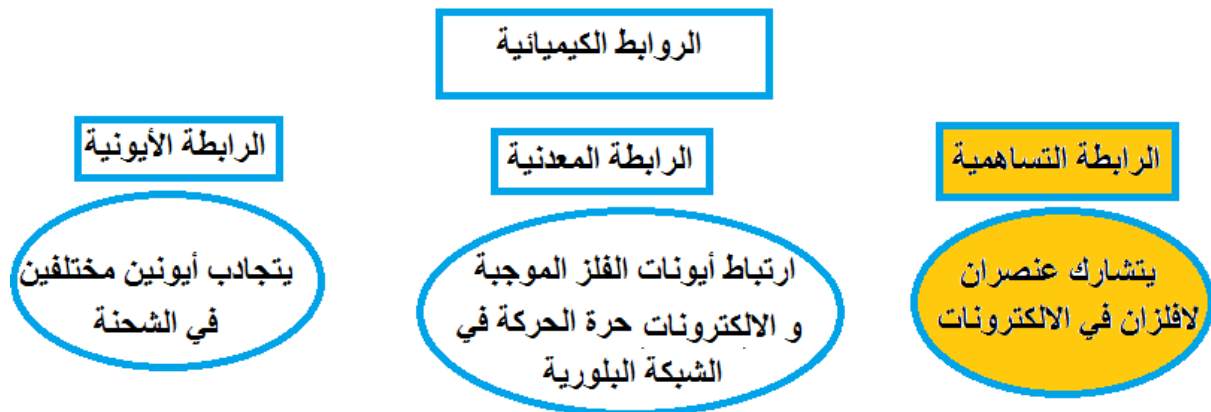 الروابط الكيميائية
الرابطة التساهمية
يتشارك عنصران
لافلزان في الالكترونات
الرابطة المعدنية
ارتباط أيونات الفلز الموجبة
و الالكترونات حرة الحركة في
الشبكة البلورية
الرابطة الأيونية
يتجادب أيونين مختلفين
في الشحنة